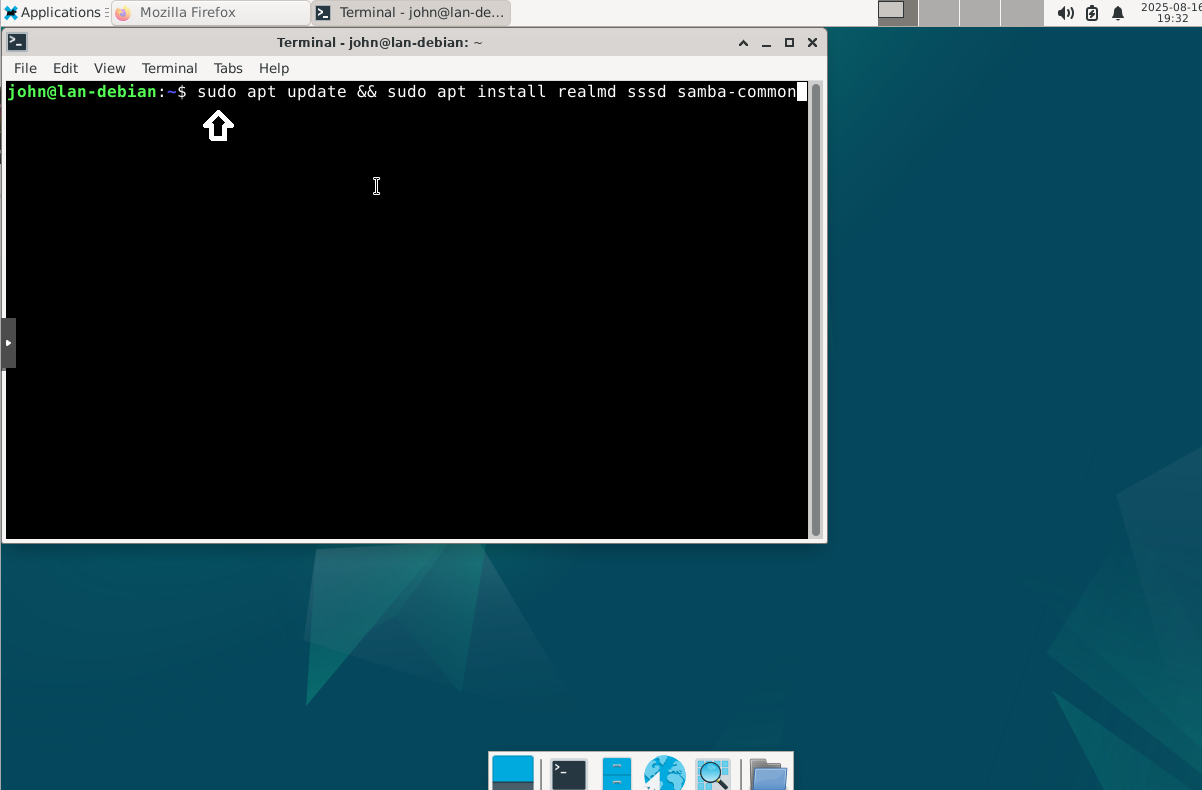 Applications
Mozilla Firefox
Terminal - john@lan-de...
2025-08-16
19:32
Terminal - john@lan-debian: ~
File Edit View Terminal Tabs Help
john@lan-debian:~$ sudo apt update && sudo apt install realmd sssd samba-common